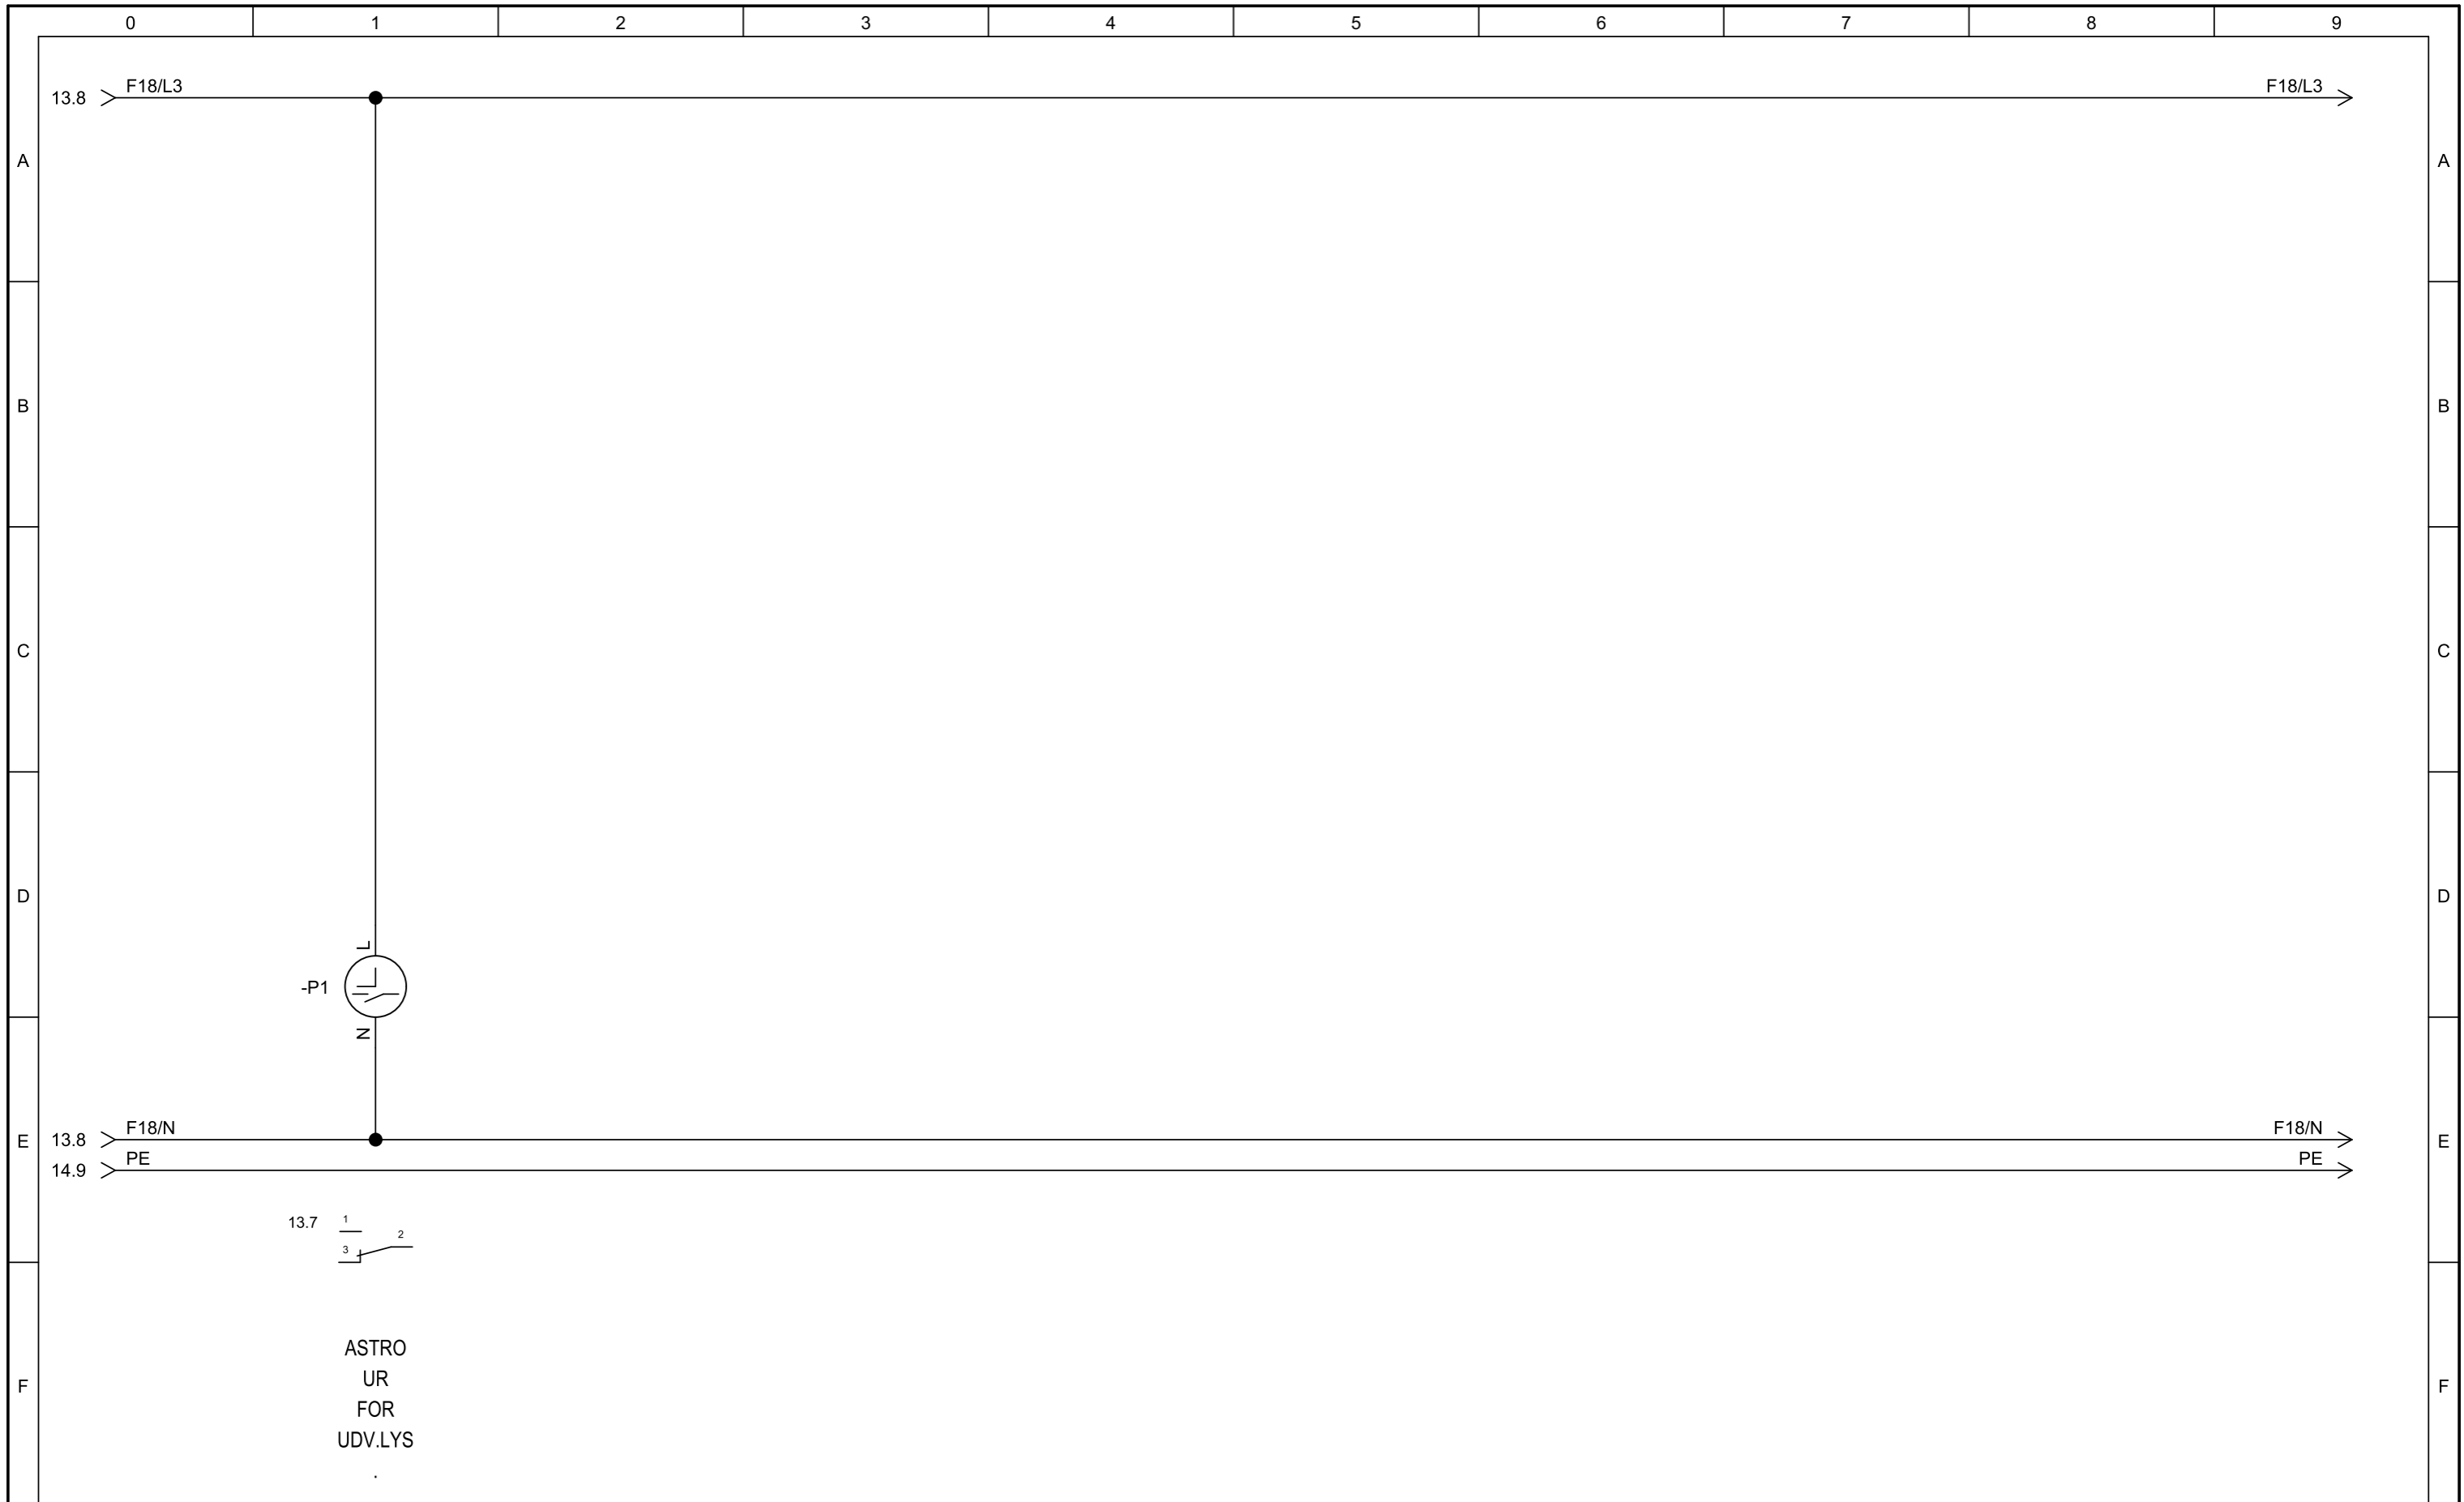 0 1 2 3 4 5 6 7 8 9
13.8 F18/L3 F18/L3
A A
B B
C C
D D
L
-P1
N
F18/N F18/N
E 13.8 E
PE PE
14.9
13.7 1
2
3
ASTRO
UR
FOR
UDV.LYS
.
F F